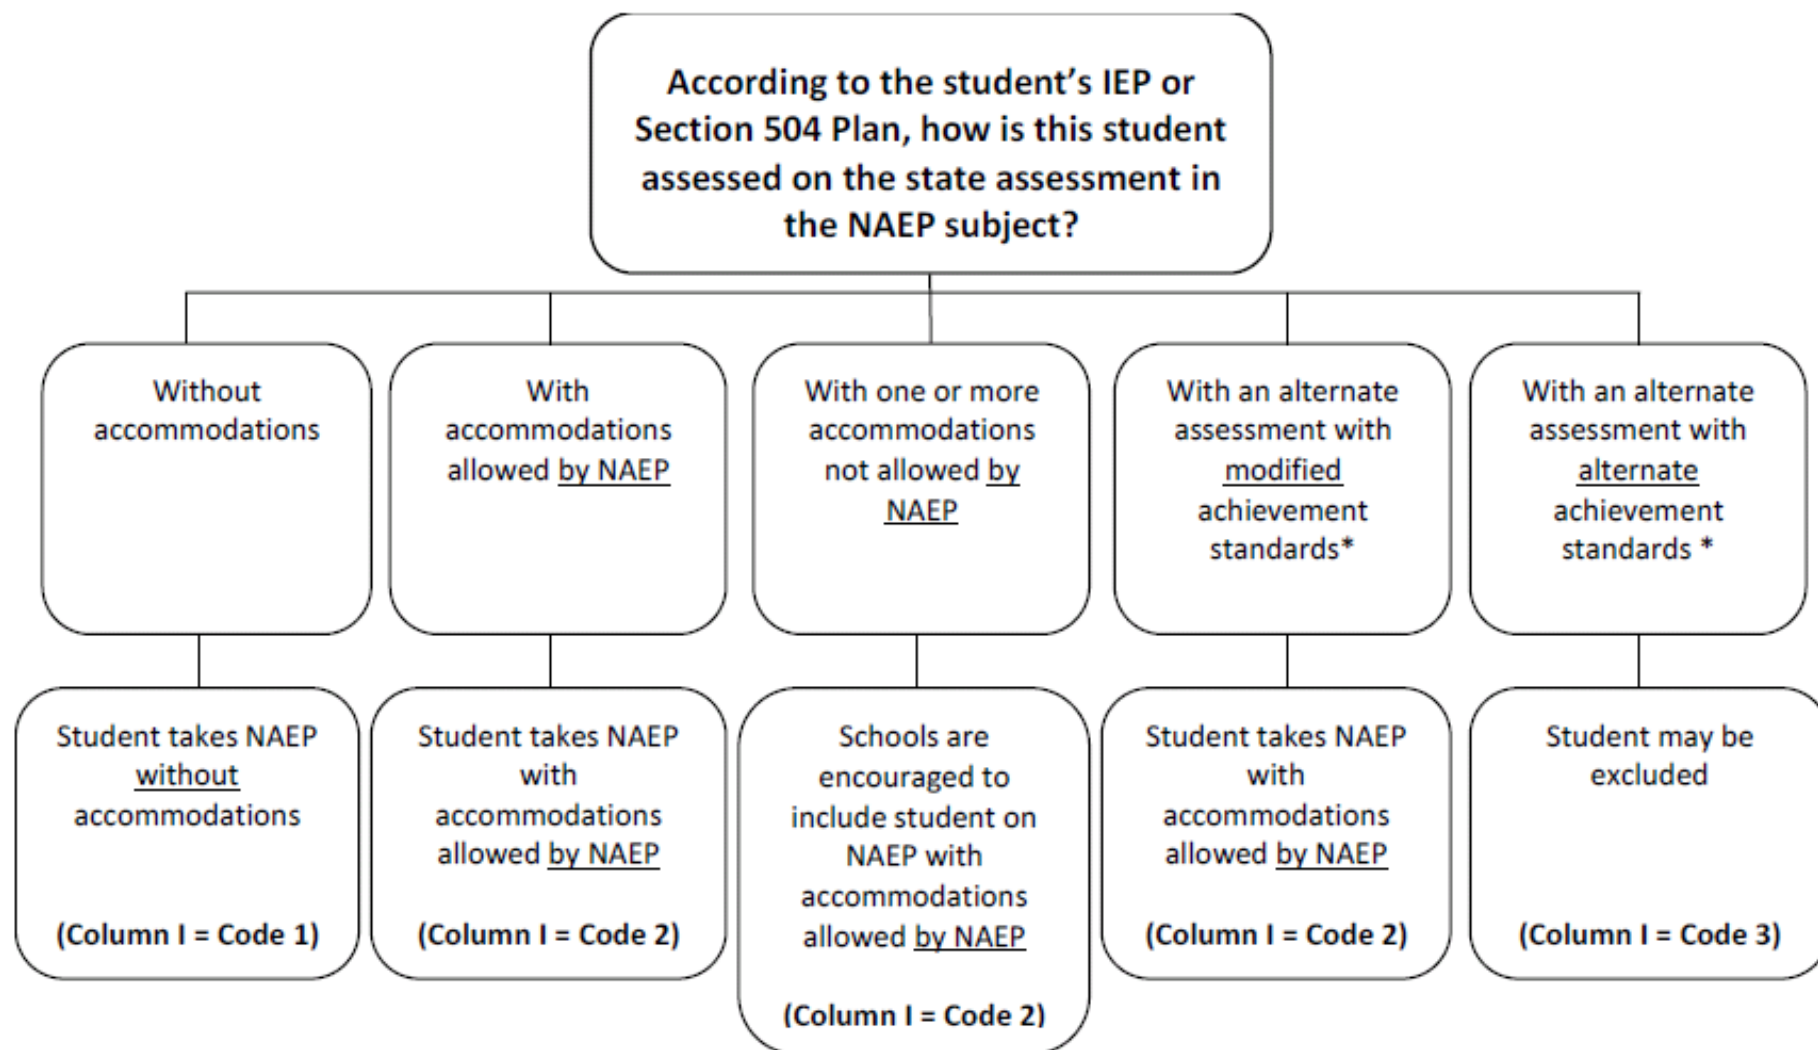 According to the student’s IEP or
Section 504 Plan, how is this student
assessed on the state assessment in
the NAEP subject?
Without
accommodations
With
accommodations
allowed by NAEP
With one or more
accommodations
not allowed by
NAEP
With an alternate
assessment with
modified
achievement
standards*
With an alternate
assessment with
alternate
achievement
standards *
Student takes NAEP
without
accommodations
(Column I = Code 1)
Student takes NAEP
with
accommodations
allowed by NAEP
(Column I = Code 2)
Schools are
encouraged to
include student on
NAEP with
accommodations
allowed by NAEP
(Column I = Code 2)
Student takes NAEP
with
accommodations
allowed by NAEP
(Column I = Code 2)
Student may be
excluded
(Column I = Code 3)